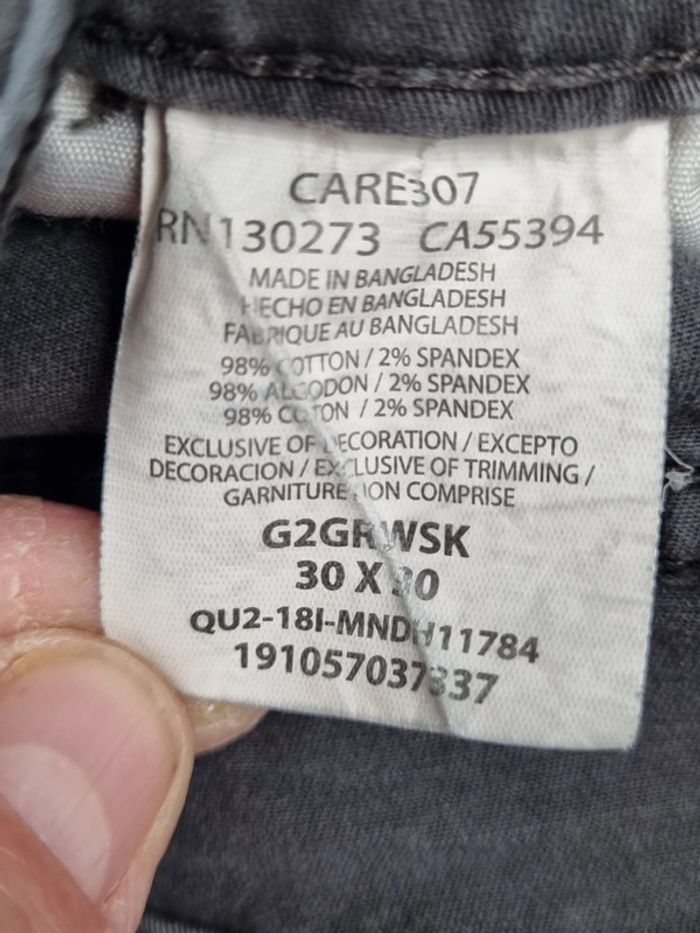 CARE307
RN 130273 CA55394
MADE IN BANGLADESH
HECHO EN BANGLADESH
FABRIQUE AU BANGLADESH
98% COTTON / 2% SPANDEX
98% ALGODON / 2% SPANDEX
98% COTON / 2% SPANDEX
EXCLUSIVE OF DECORATION / EXCEPTO
DECORACION / EXCLUSIVE OF TRIMMING /
GARNITURE NON COMPRISE
G2GRWSK
30 X 30
QU2-18I-MNDH11784
191057037337